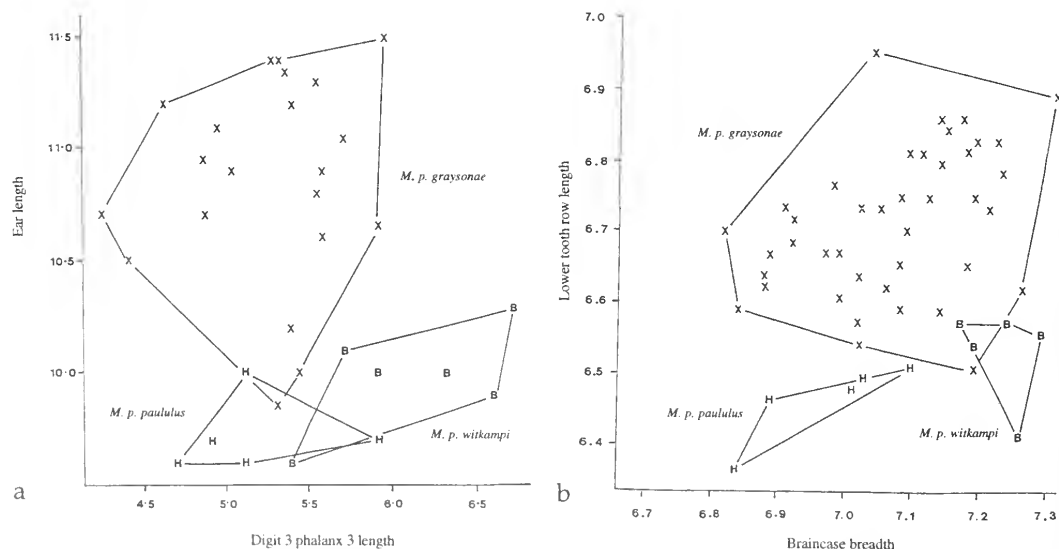 11·5
11·0
10·5
10·0
Ear length
M. p. graysonae
M. p. paululus
M. p. witkampi
4·5 5·0 5·5 6·0 6·5
Digit 3 phalanx 3 length
a
7.0
6.9
6.8
6.7
6.6
6.5
6.4
Lower tooth row length
M. p. graysonae
M. p. paululus
M. p. witkampi
6.7 6.8 6.9 7.0 7.1 7.2 7.3
Braincase breadth
b